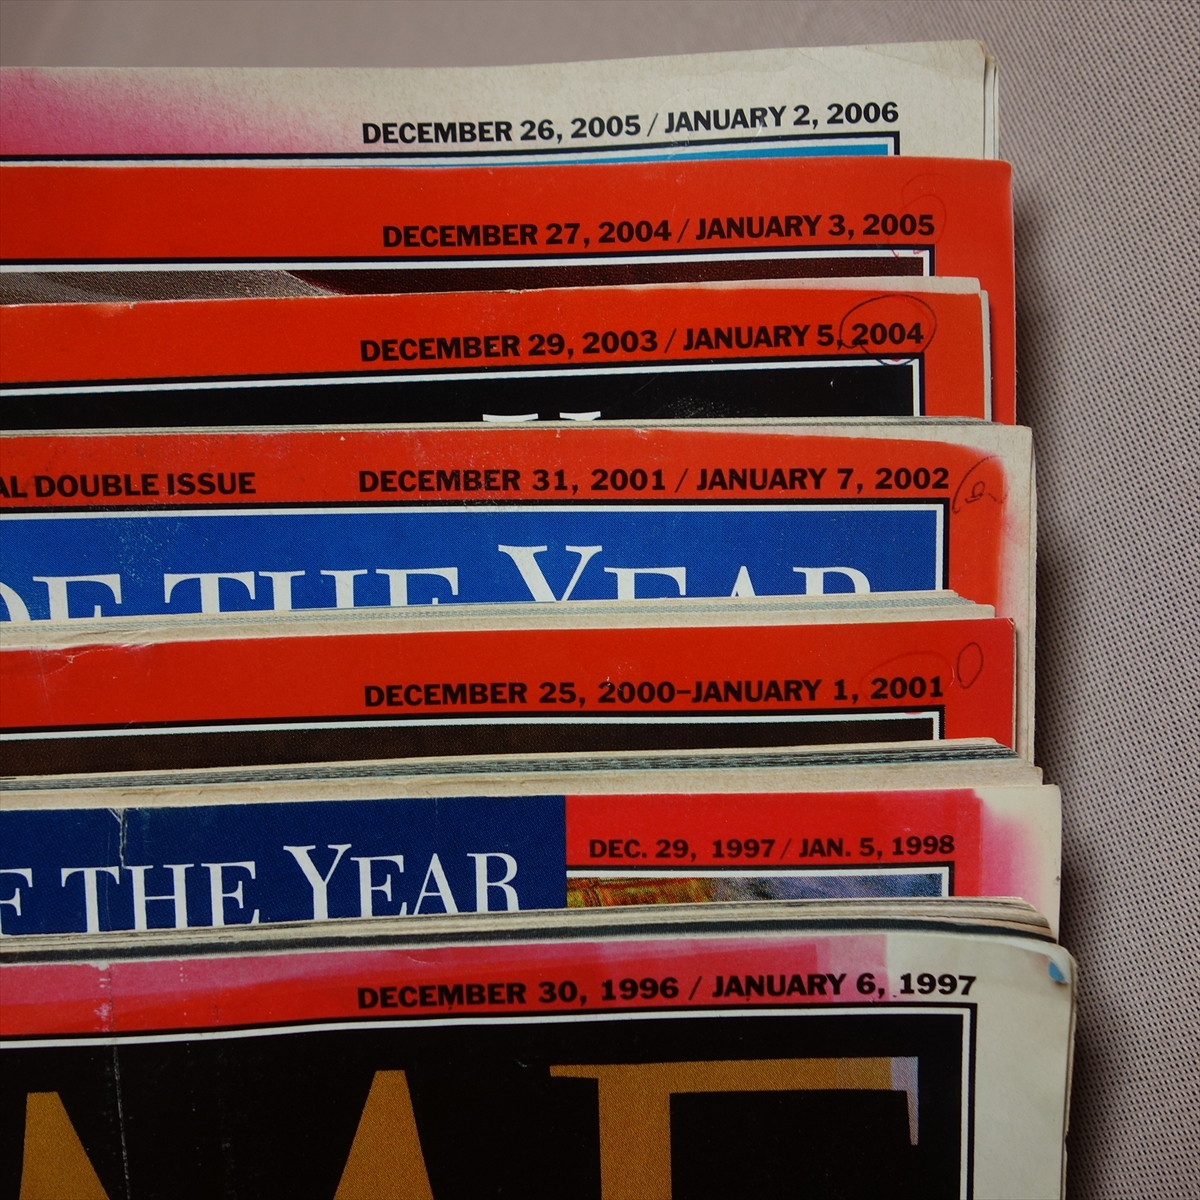 DECEMBER 26, 2005 / JANUARY 2, 2006
DECEMBER 27, 2004 / JANUARY 3, 2005
DECEMBER 29, 2003 / JANUARY 5, 2004
AL DOUBLE ISSUE DECEMBER 31, 2001 / JANUARY 7, 2002
OF THE YEAR
DECEMBER 25, 2000–JANUARY 1, 2001
F THE YEAR
DEC. 29, 1997 / JAN. 5, 1998
DECEMBER 30, 1996 / JANUARY 6, 1997
ME